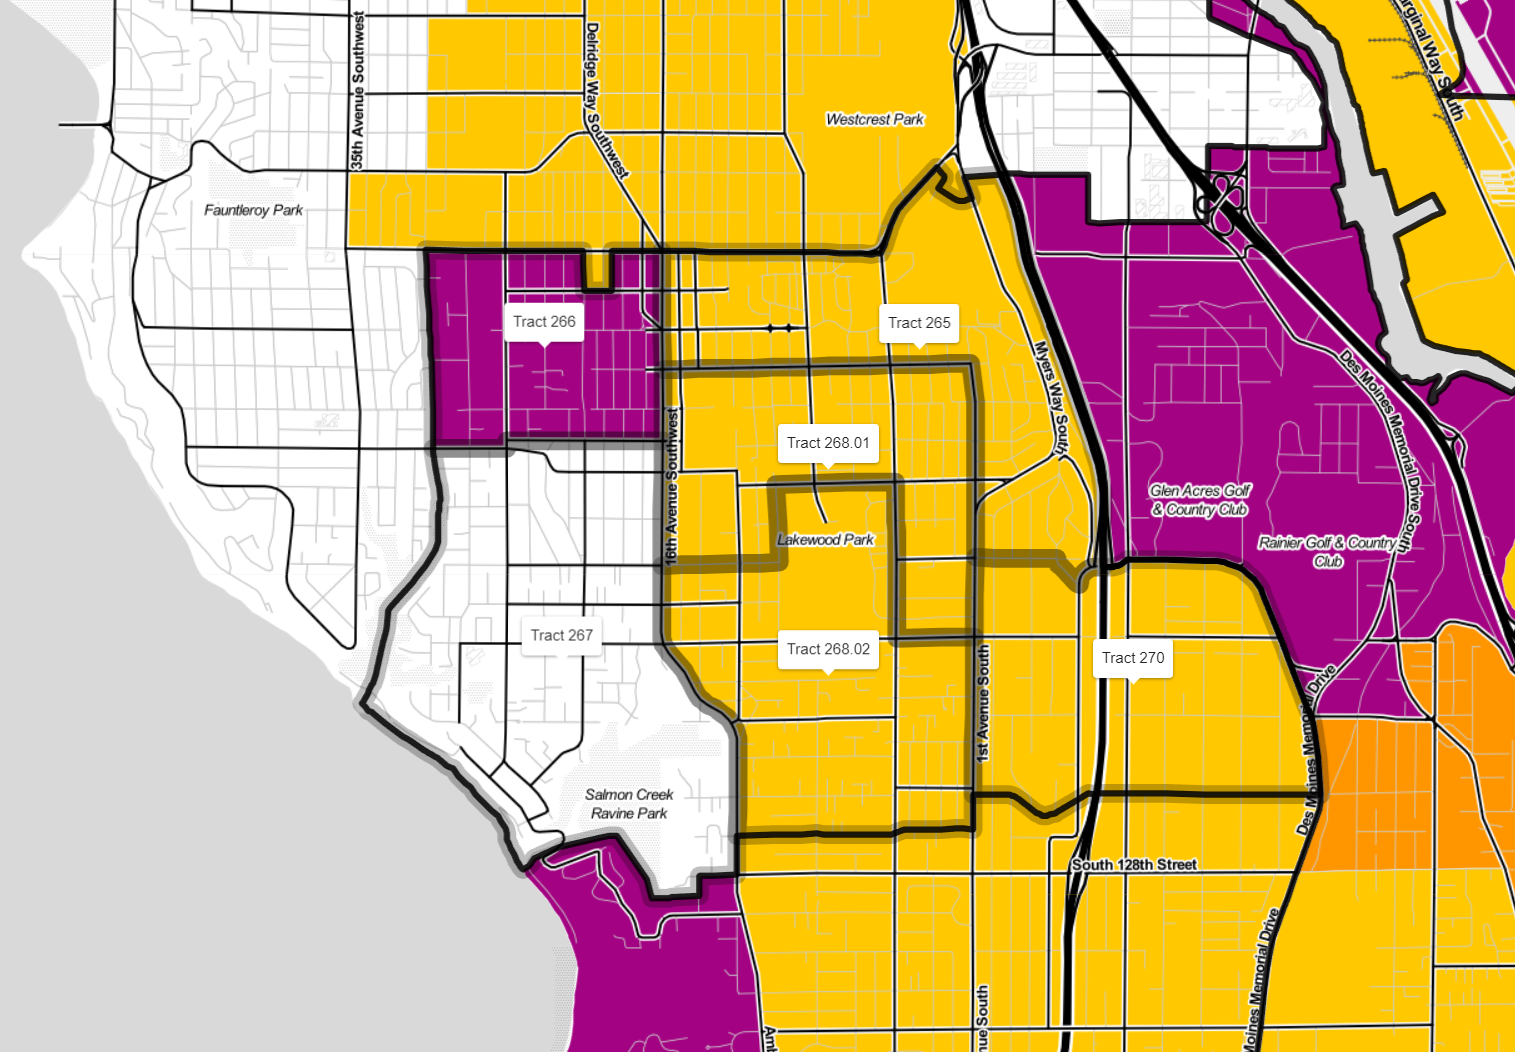 35th Avenue Southwest
Delridge Way Southwest
Westcrest Park
Marginal Way South
Fauntleroy Park
Tract 266
Tract 265
Myers Way South
Des Moines Memorial Drive South
16th Avenue Southwest
Tract 268.01
Glen Acres Golf
& Country Club
Lakewood Park
Rainier Golf & Country
Club
Tract 267
Tract 268.02
1st Avenue South
Tract 270
Des Moines Memorial Drive
Salmon Creek
Ravine Park
South 128th Street
Moines Memorial Drive
nue South
Amb